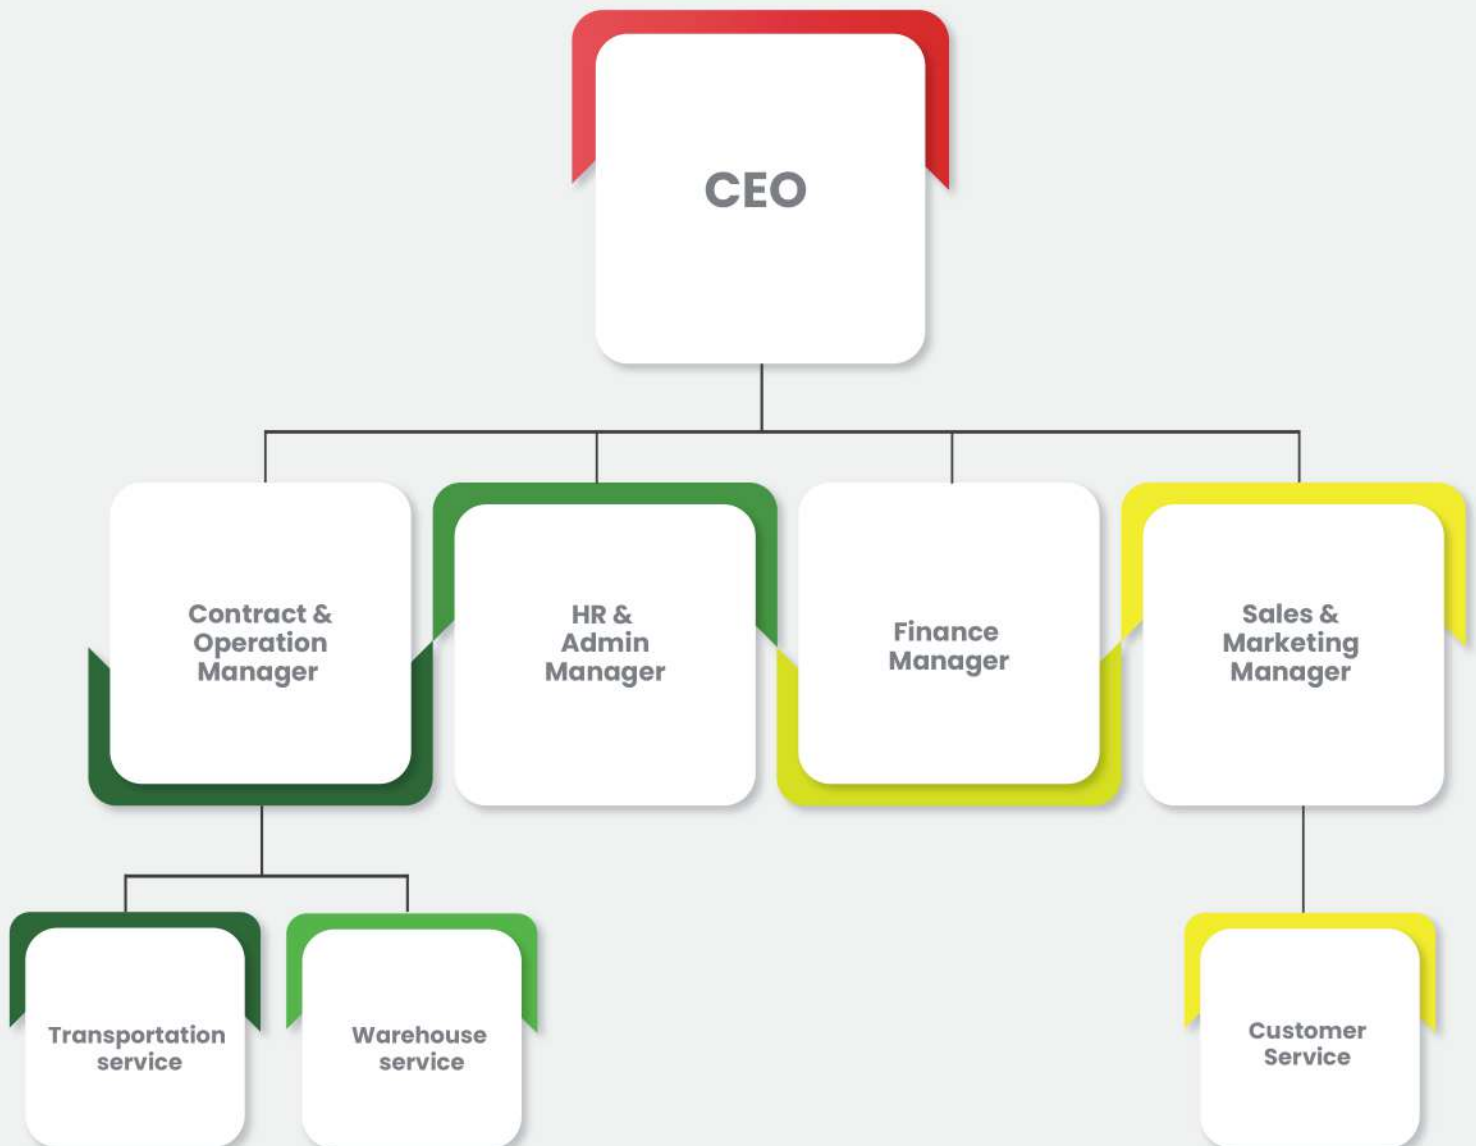 CEO
Contract &
Operation
Manager
HR &
Admin
Manager
Finance
Manager
Sales &
Marketing
Manager
Transportation
service
Warehouse
service
Customer
Service